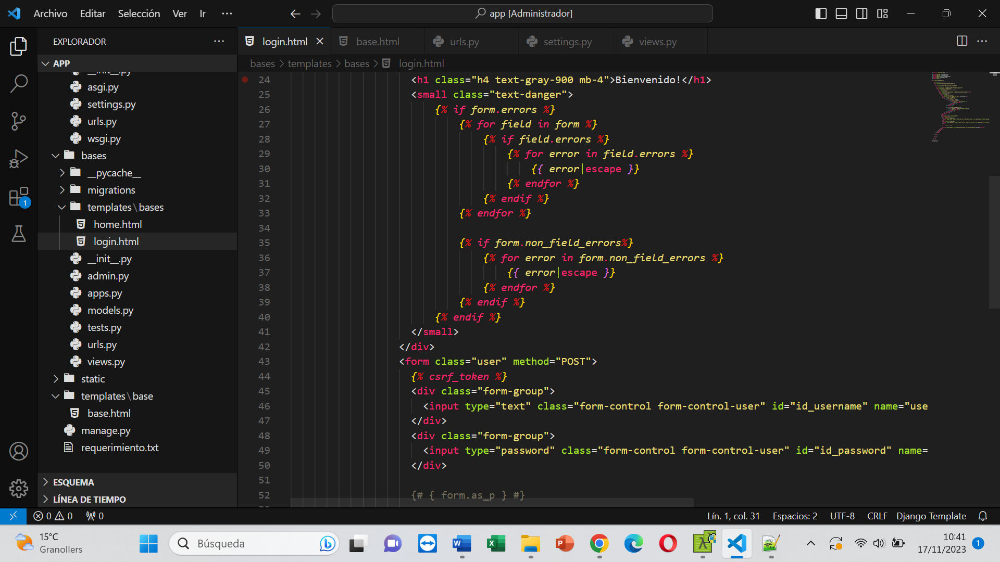 Archivo Editar Selección Ver Ir ···
app [Administrador]
EXPLORADOR
login.html
base.html
urls.py
settings.py
views.py
APP
bases > templates > bases > login.html
__init__.py
asgi.py
settings.py
urls.py
wsgi.py
bases
__pycache__
migrations
templates\bases
home.html
login.html
__init__.py
admin.py
apps.py
models.py
tests.py
urls.py
views.py
static
templates\base
base.html
manage.py
requerimiento.txt
ESQUEMA
LÍNEA DE TIEMPO
1
24 <h1 class="h4 text-gray-900 mb-4">Bienvenido!</h1>
25 <small class="text-danger">
26 {% if form.errors %}
27 {% for field in form %}
28 {% if field.errors %}
29 {% for error in field.errors %}
30 {{ error|escape }}
31 {% endfor %}
32 {% endif %}
33 {% endfor %}
34
35 {% if form.non_field_errors%}
36 {% for error in form.non_field_errors %}
37 {{ error|escape }}
38 {% endfor %}
39 {% endif %}
40 {% endif %}
41 </small>
42 </div>
43 <form class="user" method="POST">
44 {% csrf_token %}
45 <div class="form-group">
46 <input type="text" class="form-control form-control-user" id="id_username" name="use
47 </div>
48 <div class="form-group">
49 <input type="password" class="form-control form-control-user" id="id_password" name=
50 </div>
51
52 {# { form.as_p } #}
0 0 0
Lín. 1, col. 31 Espacios: 2 UTF-8 CRLF Django Template
15°C
Granollers
Búsqueda
10:41
17/11/2023
1